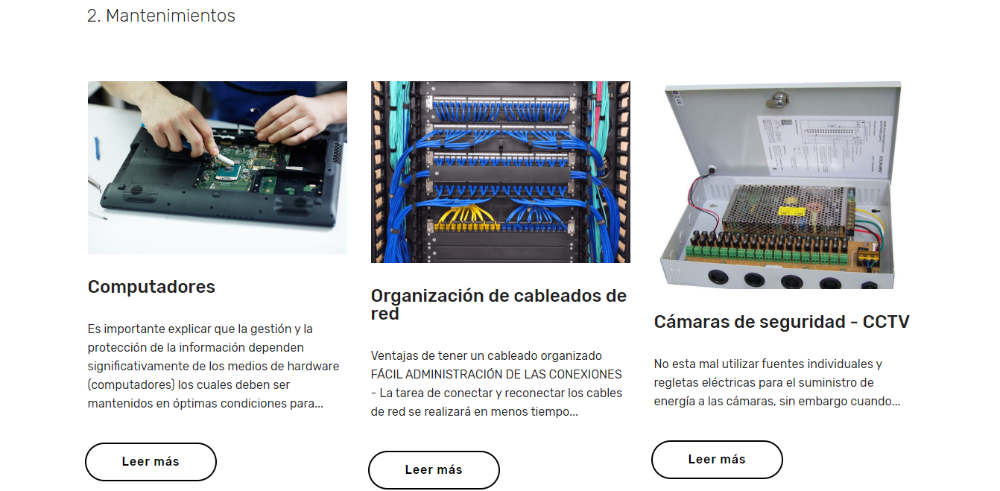 2. Mantenimientos
Computadores
Es importante explicar que la gestión y la
protección de la información dependen
significativamente de los medios de hardware
(computadores) los cuales deben ser
mantenidos en óptimas condiciones para...
Leer más
Organización de cableados de
red
Ventajas de tener un cableado organizado
FÁCIL ADMINISTRACIÓN DE LAS CONEXIONES
- La tarea de conectar y reconectar los cables
de red se realizará en menos tiempo...
Leer más
Cámaras de seguridad - CCTV
No esta mal utilizar fuentes individuales y
regletas eléctricas para el suministro de
energía a las cámaras, sin embargo cuando...
Leer más